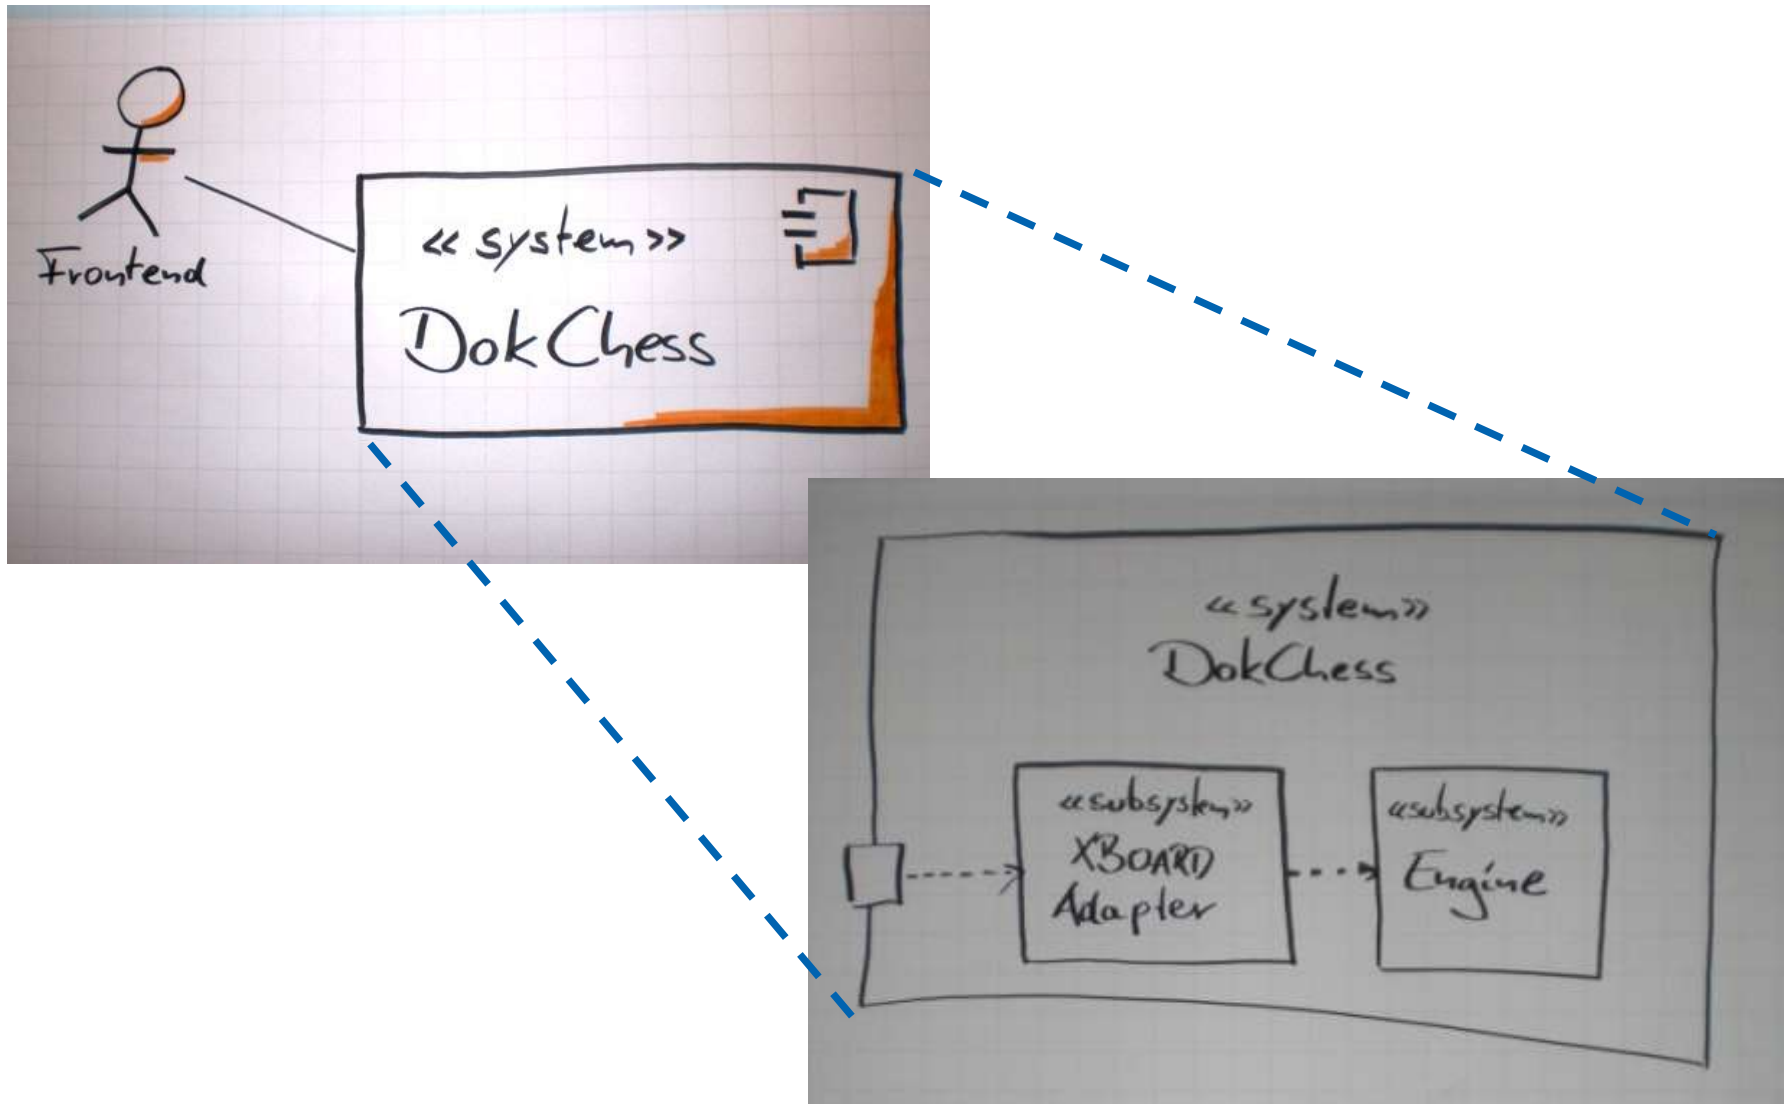 Frontend
«system»
DokChess
«system»
DokChess
«subsystem»
XBOARD
Adapter
«subsystem»
Engine